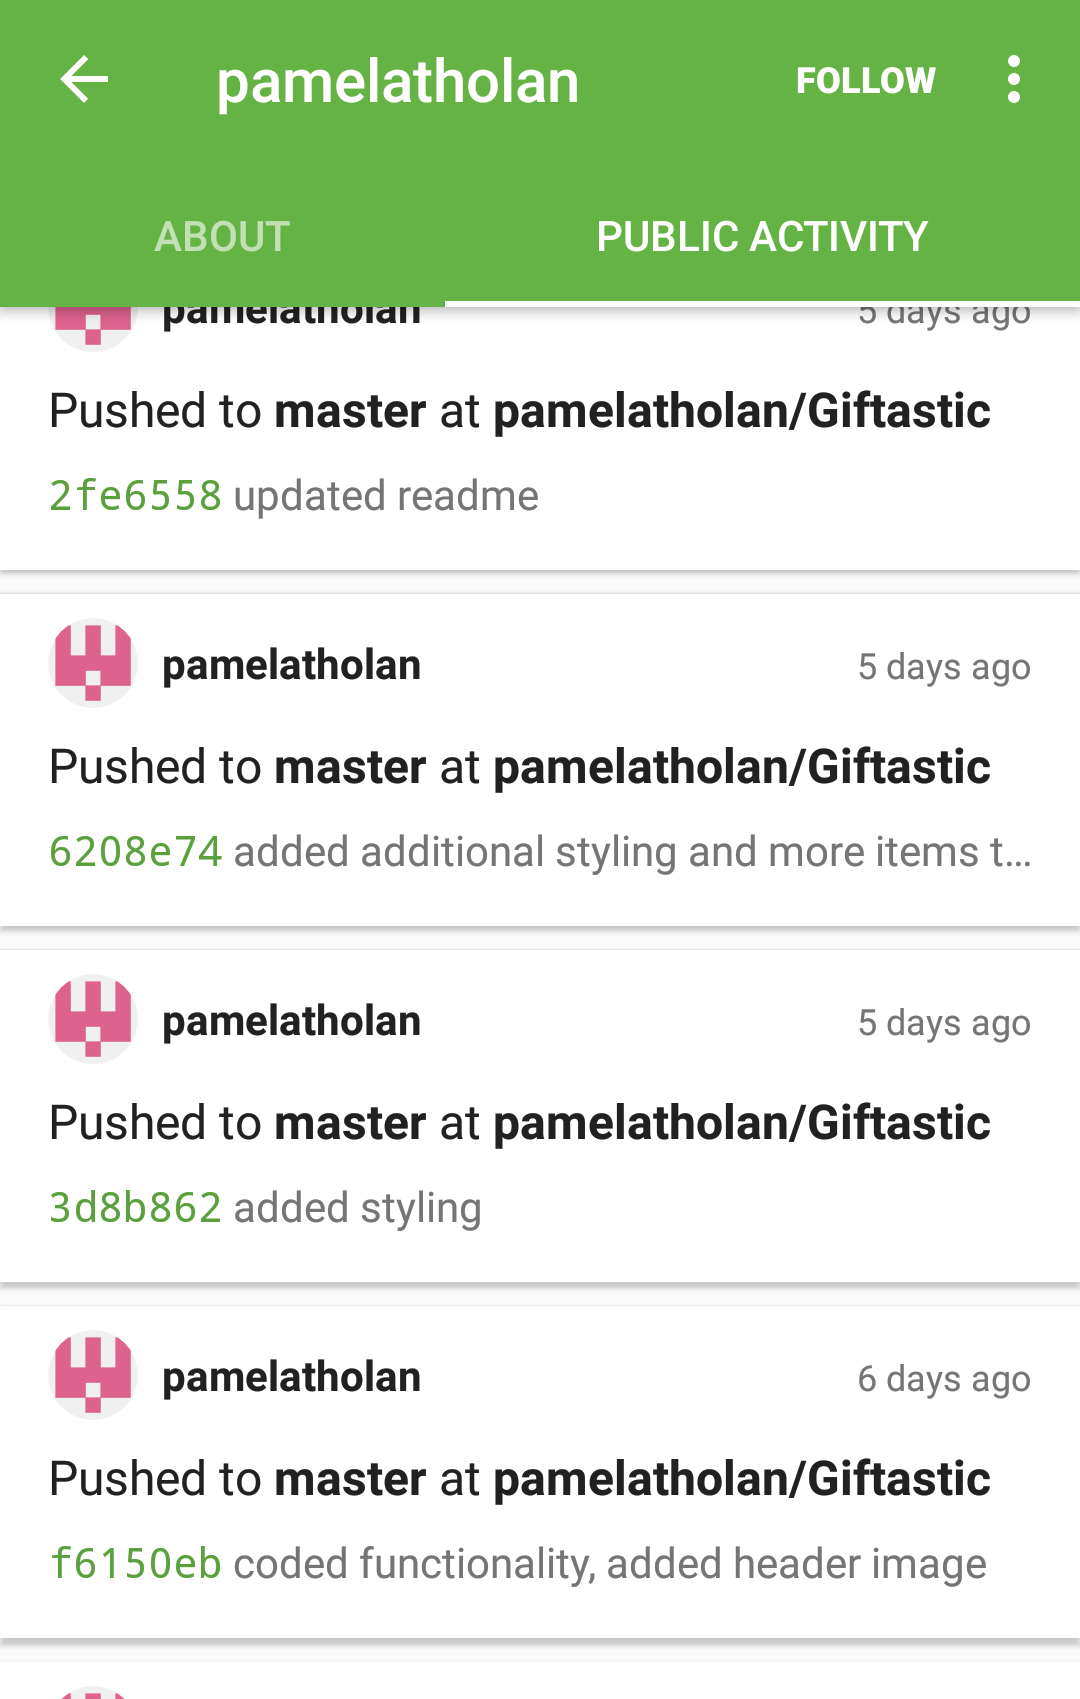 pamelatholan FOLLOW
ABOUT PUBLIC ACTIVITY
pamelatholan 5 days ago
Pushed to master at pamelatholan/Giftastic
2fe6558 updated readme
pamelatholan 5 days ago
Pushed to master at pamelatholan/Giftastic
6208e74 added additional styling and more items t...
pamelatholan 5 days ago
Pushed to master at pamelatholan/Giftastic
3d8b862 added styling
pamelatholan 6 days ago
Pushed to master at pamelatholan/Giftastic
f6150eb coded functionality, added header image